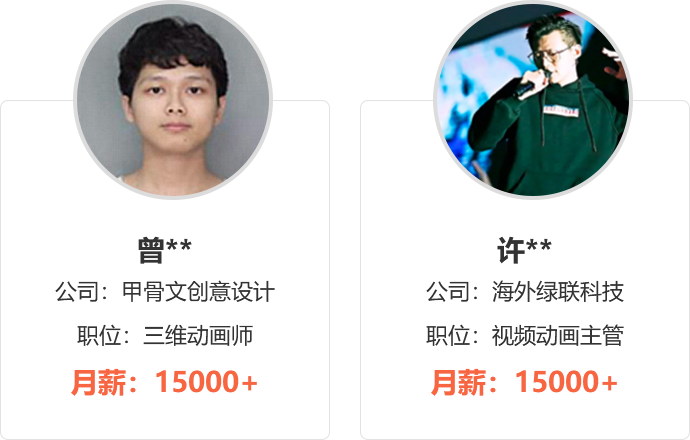 曾**
公司：甲骨文创意设计
职位：三维动画师
月薪：15000+
许**
公司：海外绿联科技
职位：视频动画主管
月薪：15000+